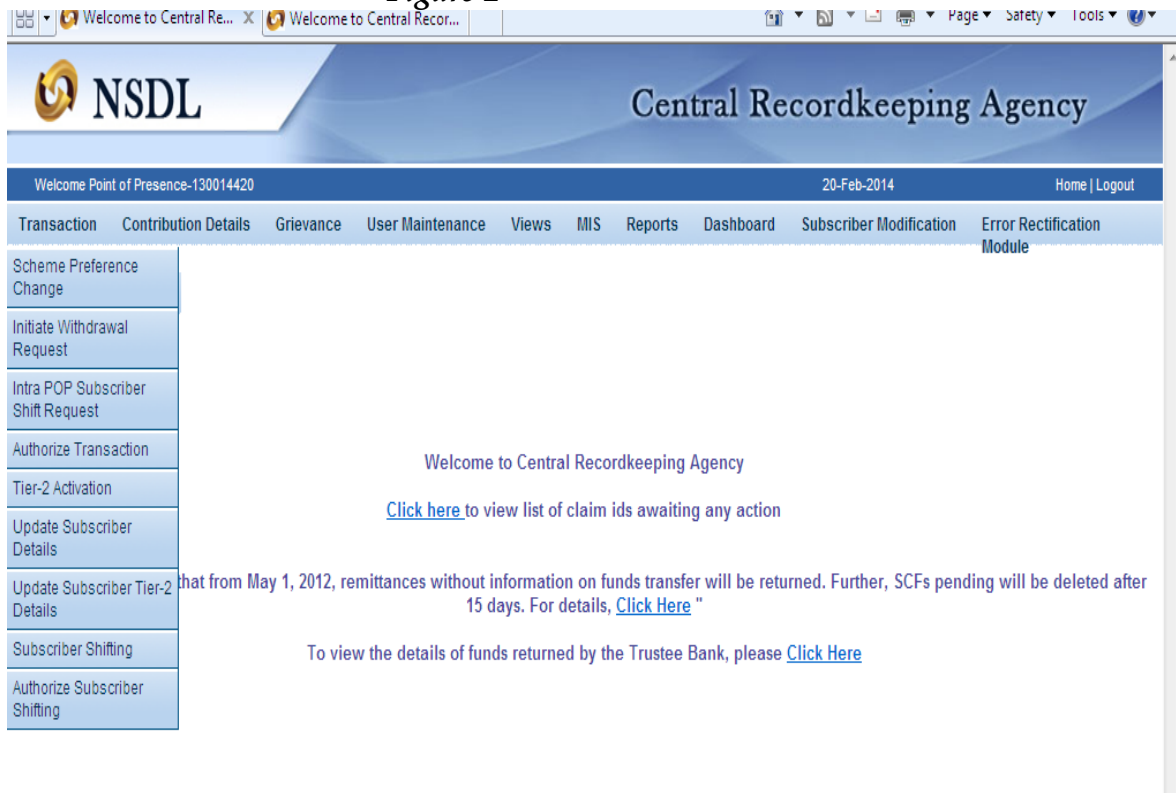 Welcome to Central Re... X Welcome to Central Recor...
Page Safety Tools
NSDL
Central Recordkeeping Agency
Welcome Point of Presence-130014420 20-Feb-2014 Home | Logout
Transaction Contribution Details Grievance User Maintenance Views MIS Reports Dashboard Subscriber Modification Error Rectification
Module
Scheme Preference
Change
Initiate Withdrawal
Request
Intra POP Subscriber
Shift Request
Authorize Transaction
Tier-2 Activation
Update Subscriber
Details
Update Subscriber Tier-2
Details
Subscriber Shifting
Authorize Subscriber
Shifting
Welcome to Central Recordkeeping Agency
Click here to view list of claim ids awaiting any action
that from May 1, 2012, remittances without information on funds transfer will be returned. Further, SCFs pending will be deleted after
15 days. For details, Click Here "
To view the details of funds returned by the Trustee Bank, please Click Here